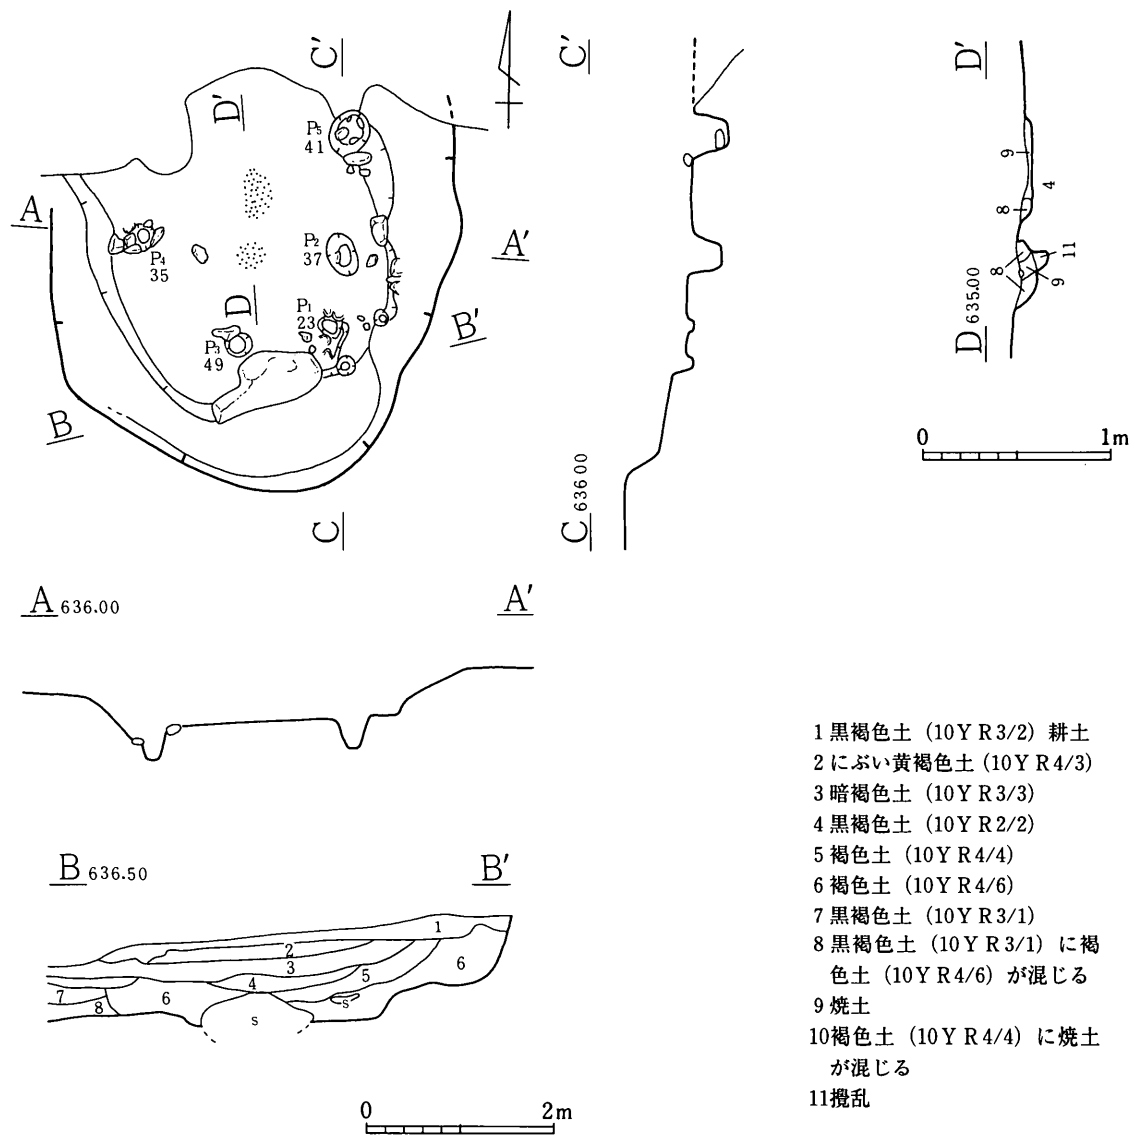 C'
D'
P5
41
A
A'
P4
35
P2
37
D
P1
23
B'
P3
49
B
C
C'
C 636 00
D'
9
4
8
11
8
9
D 635.00
0 1m
A 636.00 A'
B 636.50 B'
1
2
3
4
5
6
6
7
8
s
s
0 2m
1 黒褐色土 (10YR3/2) 耕土
2 にぶい黄褐色土 (10YR4/3)
3 暗褐色土 (10YR3/3)
4 黒褐色土 (10YR2/2)
5 褐色土 (10YR4/4)
6 褐色土 (10YR4/6)
7 黒褐色土 (10YR3/1)
8 黒褐色土 (10YR3/1) に褐
色土 (10YR4/6) が混じる
9 焼土
10褐色土 (10YR4/4) に焼土
が混じる
11攪乱